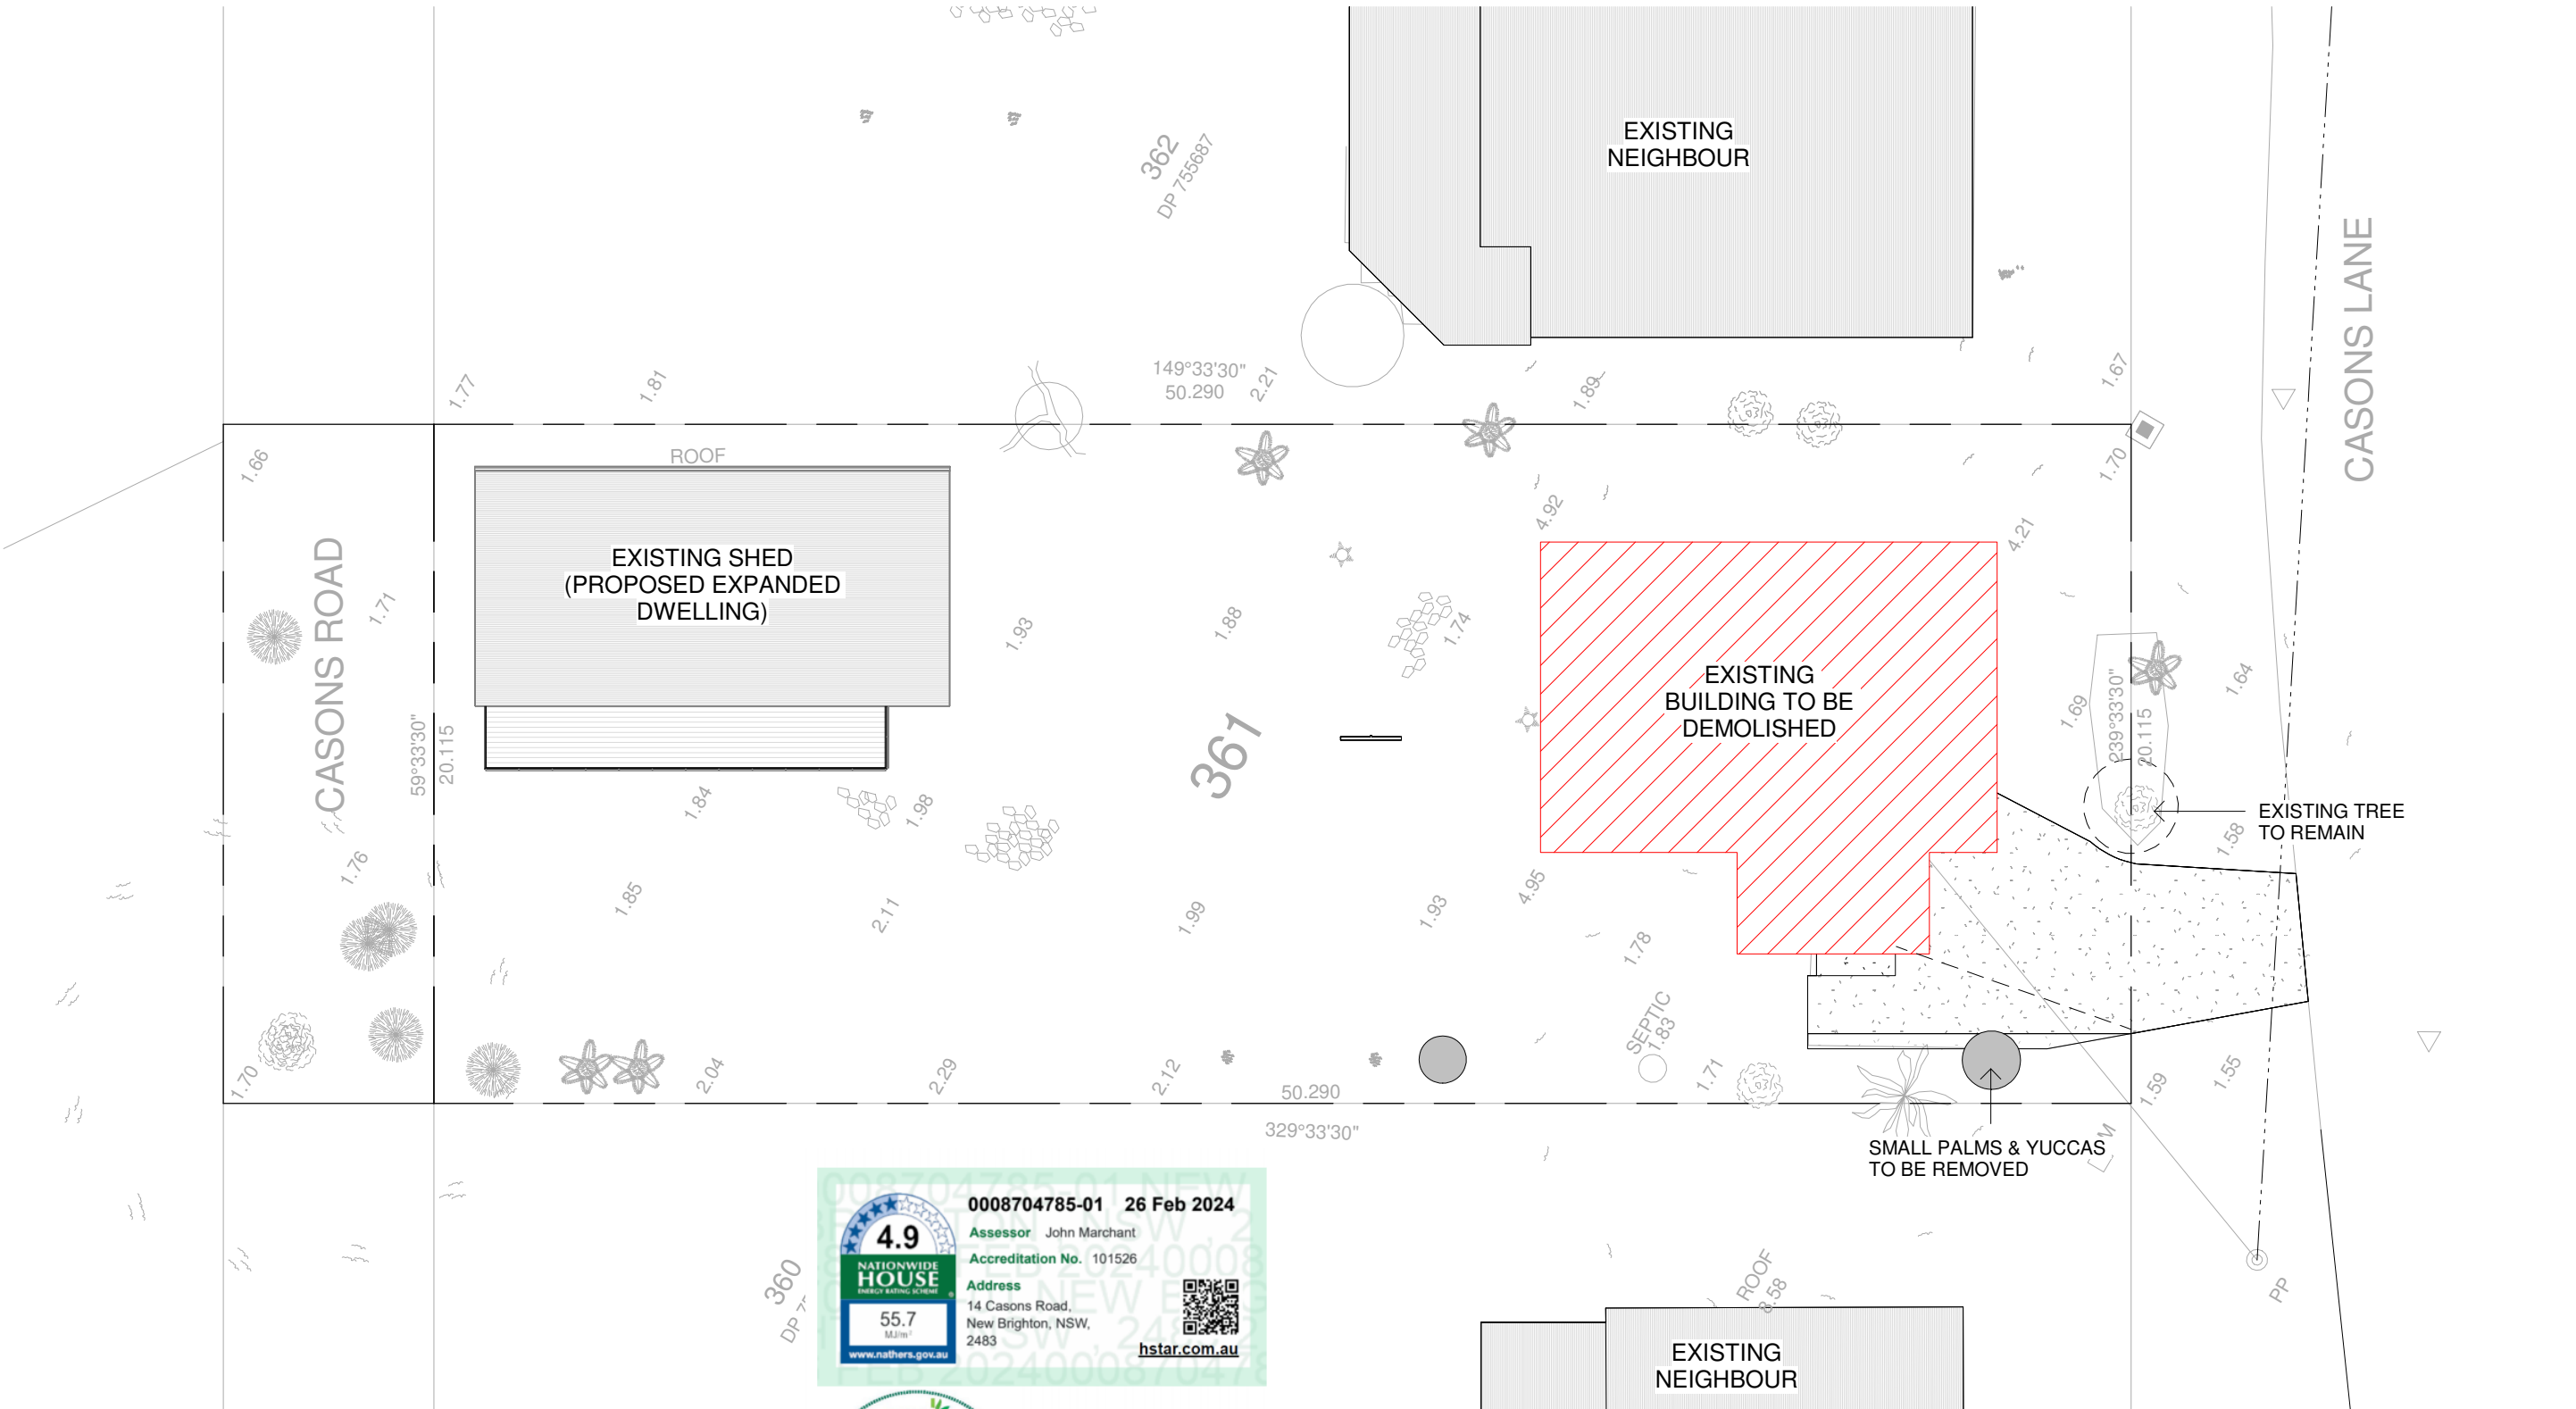 EXISTING
NEIGHBOUR
362
DP 755687
CASONS LANE
149°33'30"
50.290
2.21
1.77
1.81
1.89
1.67
1.66
ROOF
1.70
4.92
4.21
EXISTING SHED
(PROPOSED EXPANDED
DWELLING)
CASONS ROAD
1.71
1.93
1.88
1.74
EXISTING
BUILDING TO BE
DEMOLISHED
1.69
239°33'30"
20.115
1.64
59°33'30"
20.115
361
1.84
1.98
EXISTING TREE
TO REMAIN
1.58
1.76
1.85
2.11
1.99
1.93
4.95
1.78
SEPTIC
1.83
1.70
2.04
2.29
2.12
50.290
329°33'30"
1.71
1.59
1.55
SMALL PALMS & YUCCAS
TO BE REMOVED
M
360
DP
0008704785-01 26 Feb 2024
4.9
Assessor John Marchant
Accreditation No. 101526
NATIONWIDE
HOUSE
ENERGY RATING SCHEME
Address
14 Casons Road,
New Brighton, NSW,
2483
55.7
MJ/m²
www.nathers.gov.au
hstar.com.au
ROOF
8.58
PP
EXISTING
NEIGHBOUR